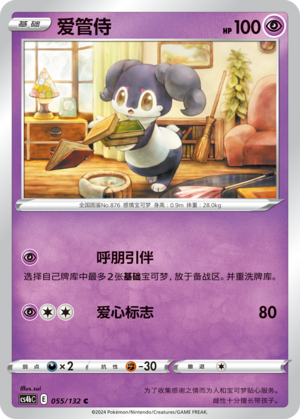 基础 爱管侍 HP 100
全国图鉴No.876 感情宝可梦 身高:0.9m 体重:28.0kg
呼朋引伴
选择自己牌库中最多2张基础宝可梦,放于备战区。并重洗牌库。
爱心标志 80
弱点 ×2 抗性 -30 撤退
Illus.sui
cs4bC E 055/132 C
为了收集感谢之情而为人和宝可梦贴心服务。
雌性十分擅长带孩子。
©2024 Pokémon/Nintendo/Creatures/GAME FREAK.